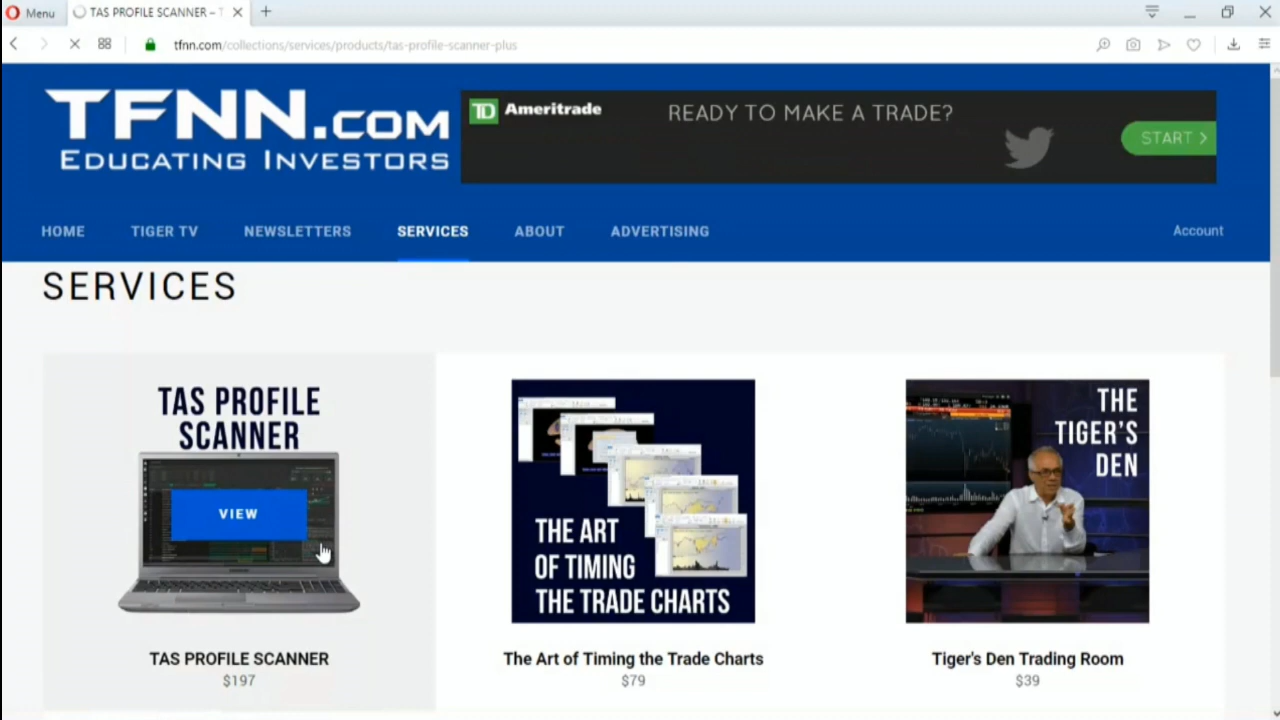 Menu
TAS PROFILE SCANNER –
tfnn.com/collections/services/products/tas-profile-scanner-plus
TFNN.COM
EDUCATING INVESTORS
TD Ameritrade
READY TO MAKE A TRADE?
START >
HOME
TIGER TV
NEWSLETTERS
SERVICES
ABOUT
ADVERTISING
Account
SERVICES
TAS PROFILE
SCANNER
VIEW
THE ART
OF TIMING
THE TRADE CHARTS
THE
TIGER'S
DEN
TAS PROFILE SCANNER
$197
The Art of Timing the Trade Charts
$79
Tiger's Den Trading Room
$39